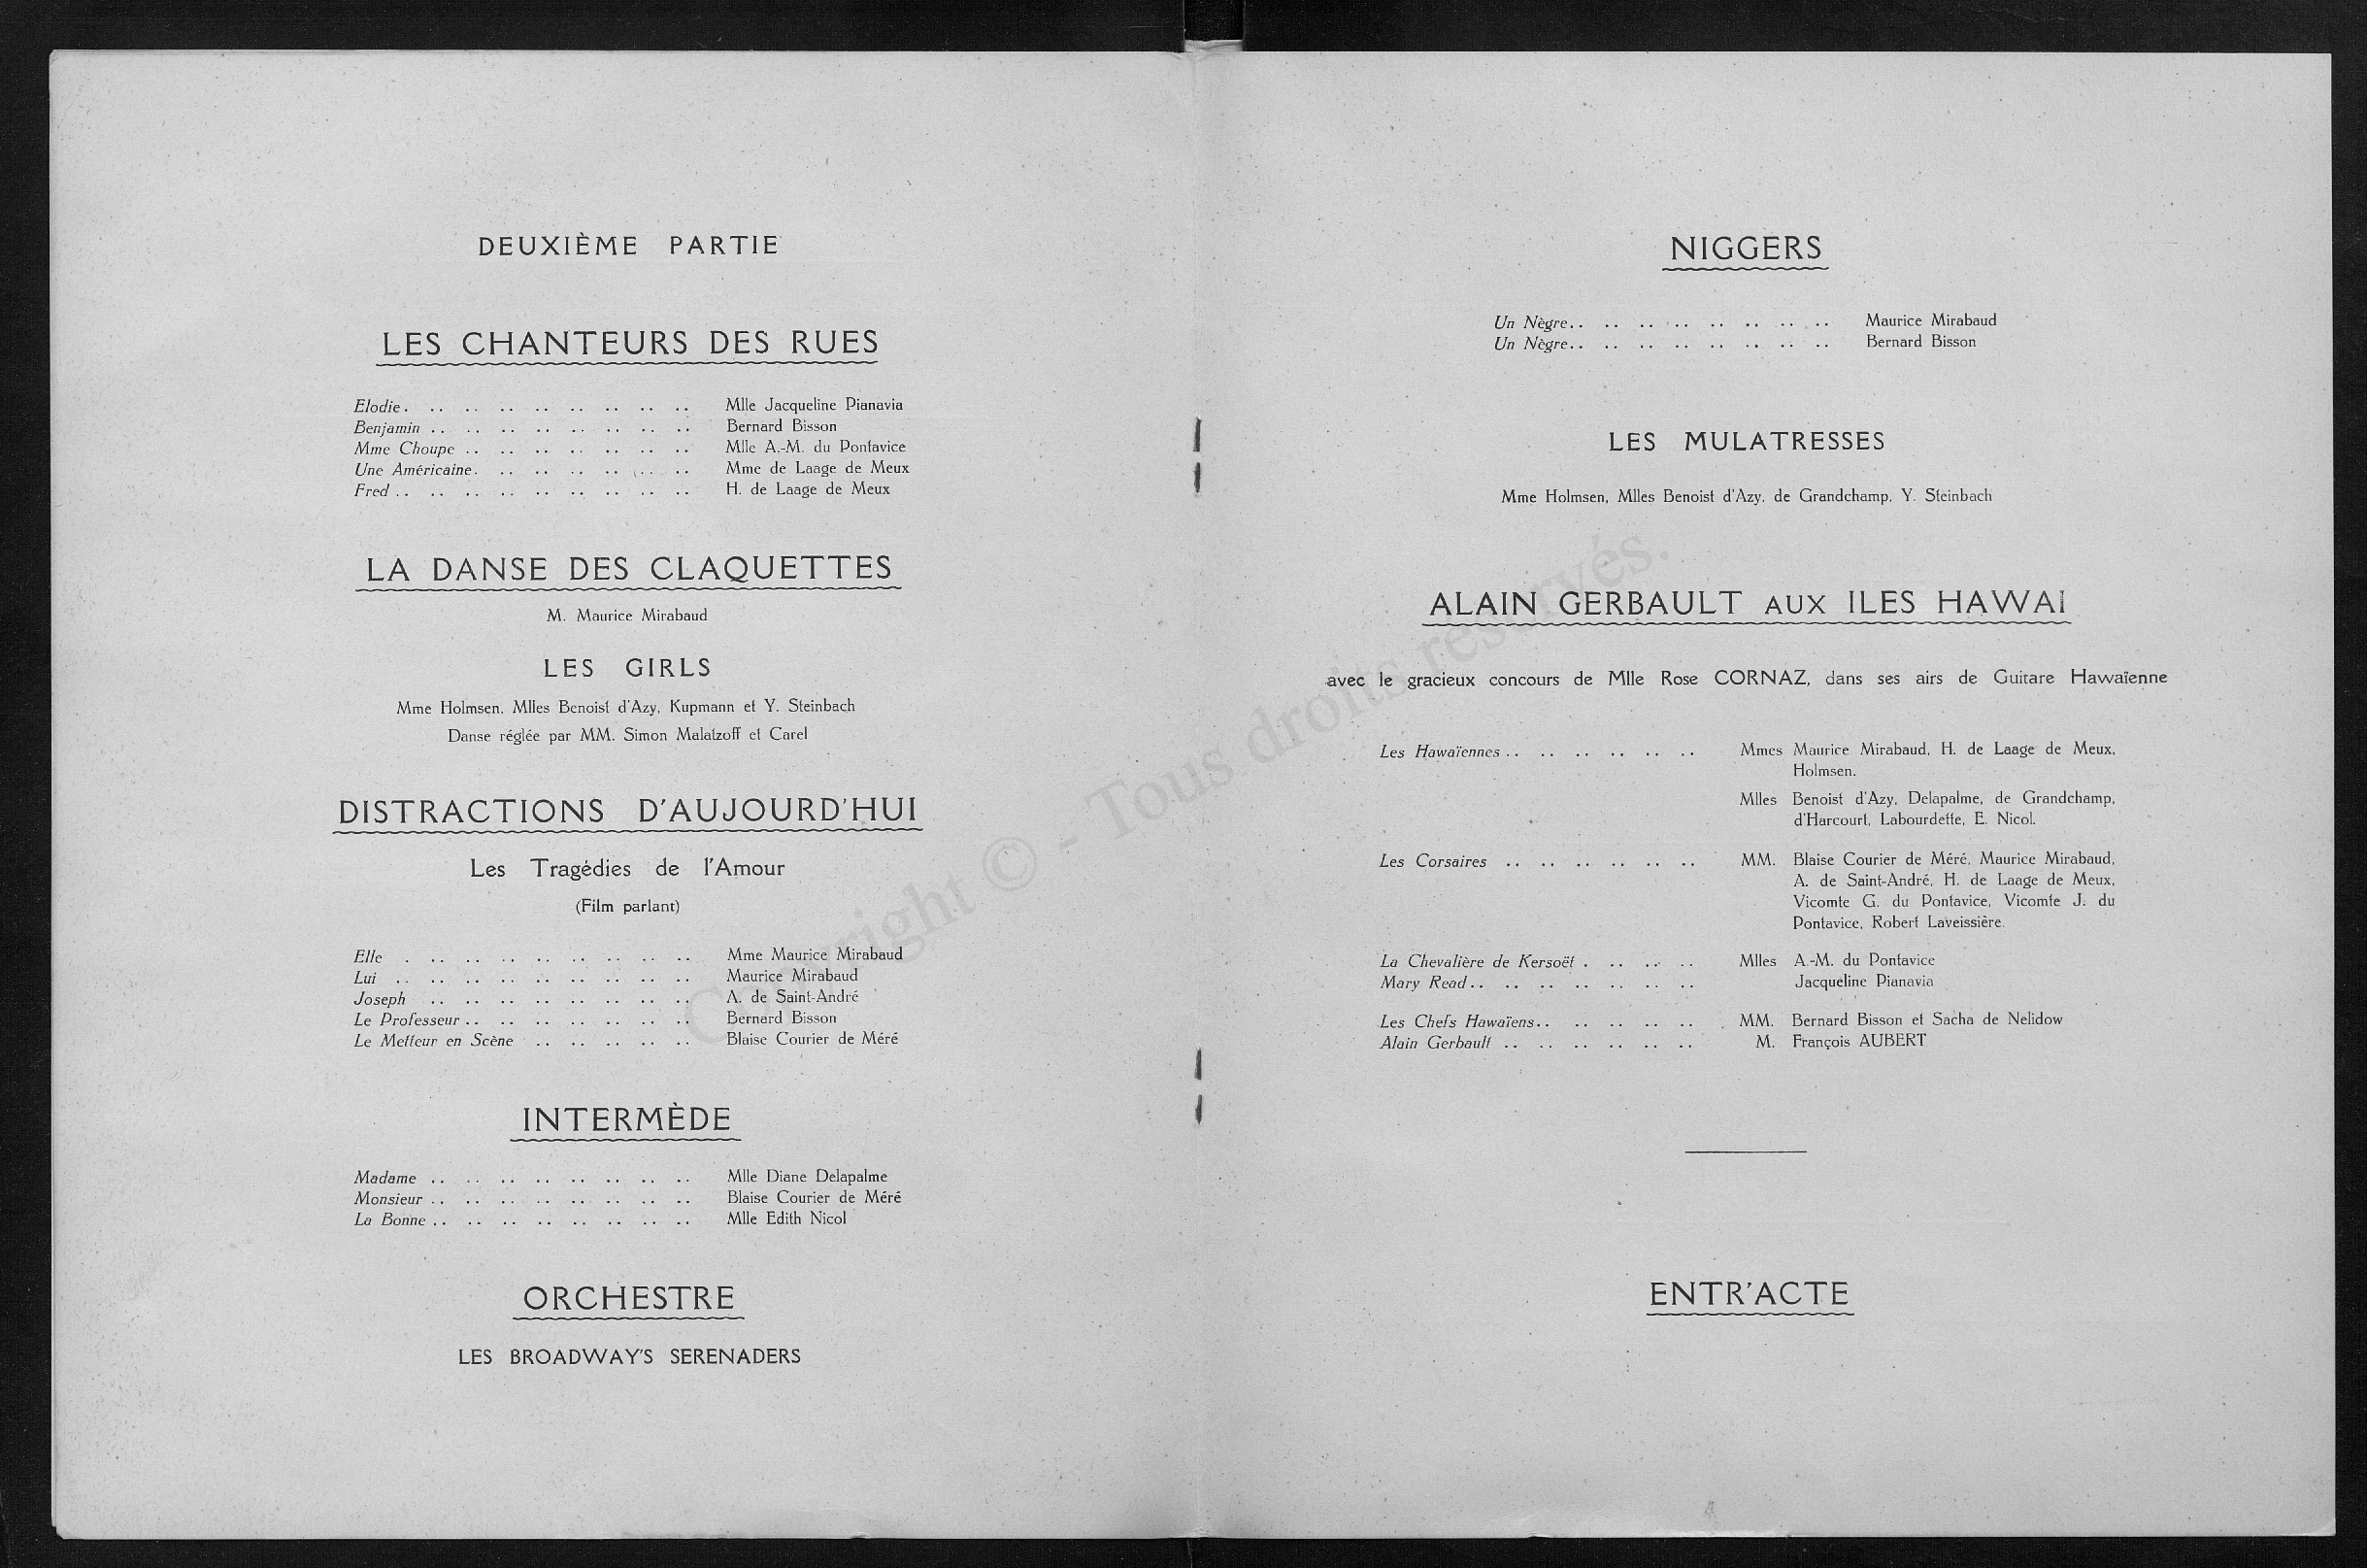 DEUXIÈME PARTIE
LES CHANTEURS DES RUES
Elodie. .. .. .. .. .. .. .. .. Mlle Jacqueline Pianavia
Benjamin .. .. .. .. .. .. .. .. Bernard Bisson
Mme Choupe .. .. .. .. .. .. .. Mlle A.-M. du Pontavice
Une Américaine. .. .. .. .. .. .. Mme de Laage de Meux
Fred .. .. .. .. .. .. .. .. .. H. de Laage de Meux
LA DANSE DES CLAQUETTES
M. Maurice Mirabaud
LES GIRLS
Mme Holmsen, Mlles Benoist d'Azy, Kupmann et Y. Steinbach
Danse réglée par MM. Simon Malatzoff et Carel
DISTRACTIONS D'AUJOURD'HUI
Les Tragédies de l'Amour
(Film parlant)
Elle . .. .. .. .. .. .. .. .. Mme Maurice Mirabaud
Lui .. .. .. .. .. .. .. .. .. Maurice Mirabaud
Joseph .. .. .. .. .. .. .. .. A. de Saint-André
Le Professeur .. .. .. .. .. .. .. Bernard Bisson
Le Metteur en Scène .. .. .. .. .. Blaise Courier de Méré
INTERMÈDE
Madame .. .. .. .. .. .. .. .. Mlle Diane Delapalme
Monsieur .. .. .. .. .. .. .. .. Blaise Courier de Méré
La Bonne .. .. .. .. .. .. .. .. Mlle Edith Nicol
ORCHESTRE
LES BROADWAY'S SERENADERS
NIGGERS
Un Nègre.. .. .. .. .. .. .. .. Maurice Mirabaud
Un Nègre.. .. .. .. .. .. .. .. Bernard Bisson
LES MULATRESSES
Mme Holmsen, Mlles Benoist d'Azy, de Grandchamp, Y. Steinbach
ALAIN GERBAULT AUX ILES HAWAI
avec le gracieux concours de Mlle Rose CORNAZ, dans ses airs de Guitare Hawaïenne
Les Hawaïennes .. .. .. .. .. .. Mmes Maurice Mirabaud, H. de Laage de Meux,
Holmsen.
Mlles Benoist d'Azy, Delapalme, de Grandchamp,
d'Harcourt, Labourdette, E. Nicol.
Les Corsaires .. .. .. .. .. .. MM. Blaise Courier de Méré, Maurice Mirabaud,
A. de Saint-André, H. de Laage de Meux,
Vicomte G. du Pontavice, Vicomte J. du
Pontavice, Robert Laveissière.
La Chevalière de Kersoët . .. .. .. Mlles A.-M. du Pontavice
Mary Read .. .. .. .. .. .. .. Jacqueline Pianavia
Les Chefs Hawaïens.. .. .. .. .. MM. Bernard Bisson et Sacha de Nelidow
Alain Gerbault .. .. .. .. .. .. M. François AUBERT
ENTR'ACTE
Copyright © - Tous droits réservés.